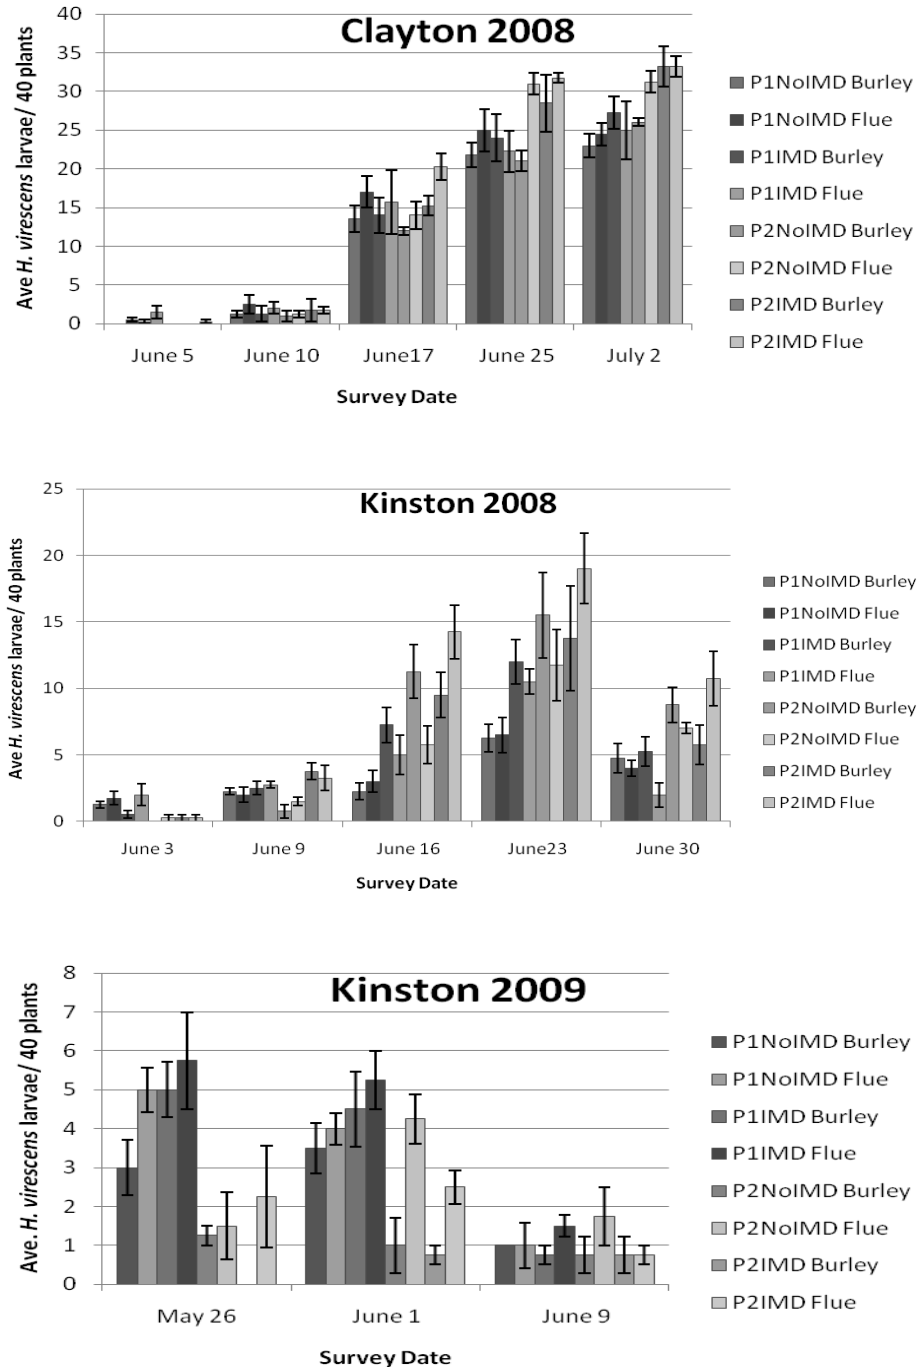 Clayton 2008
Ave H. virescens larvae/ 40 plants
40
35
30
25
20
15
10
5
0
June 5 June 10 June17 June 25 July 2
Survey Date
P1NoIMD Burley
P1NoIMD Flue
P1IMD Burley
P1IMD Flue
P2NoIMD Burley
P2NoIMD Flue
P2IMD Burley
P2IMD Flue
Kinston 2008
Ave H. virescens larvae/ 40 plants
25
20
15
10
5
0
June 3 June 9 June 16 June23 June 30
Survey Date
P1NoIMD Burley
P1NoIMD Flue
P1IMD Burley
P1IMD Flue
P2NoIMD Burley
P2NoIMD Flue
P2IMD Burley
P2IMD Flue
Kinston 2009
Ave. H. virescens larvae/ 40 plants
8
7
6
5
4
3
2
1
0
May 26 June 1 June 9
Survey Date
P1NoIMD Burley
P1NoIMD Flue
P1IMD Burley
P1IMD Flue
P2NoIMD Burley
P2NoIMD Flue
P2IMD Burley
P2IMD Flue